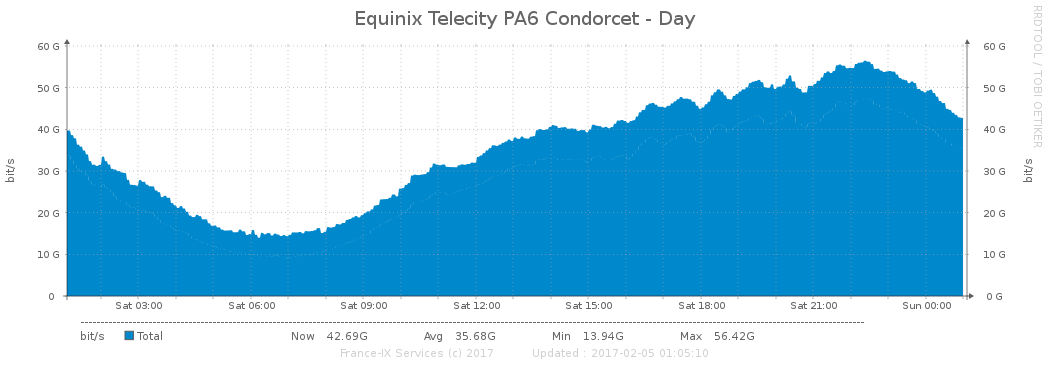 Equinix Telecity PA6 Condorcet - Day
RRDTOOL / TOBI OETIKER
60 G 60 G
50 G 50 G
40 G 40 G
30 G 30 G
20 G 20 G
10 G 10 G
0 0 G
bit/s
bit/s
Sat 03:00 Sat 06:00 Sat 09:00 Sat 12:00 Sat 15:00 Sat 18:00 Sat 21:00 Sun 00:00
bit/s Total Now 42.69G Avg 35.68G Min 13.94G Max 56.42G
France-IX Services (c) 2017 Updated : 2017-02-05 01:05:10